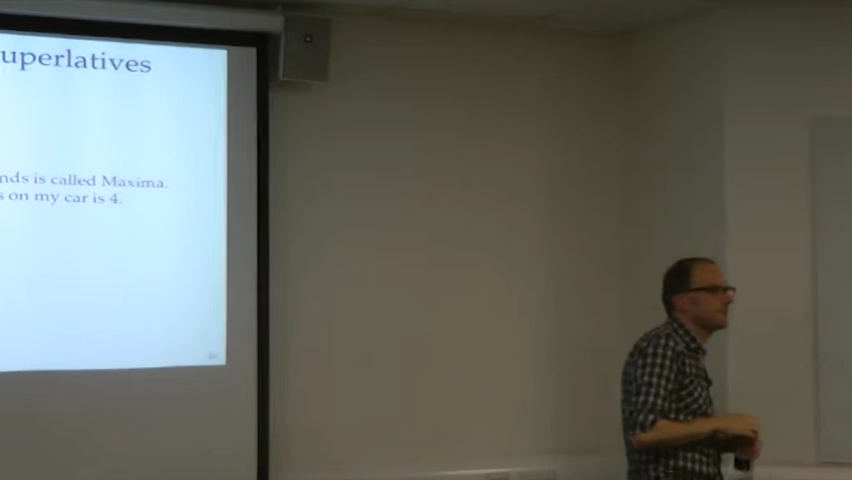 uperlatives
nds is called Maxima.
s on my car is 4.